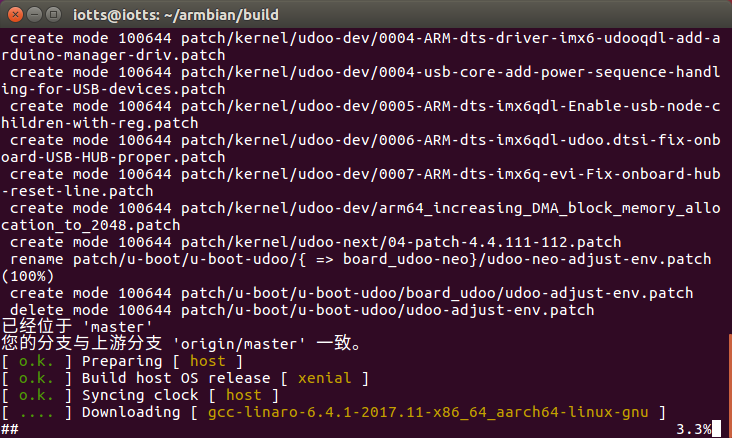 iotts@iotts: ~/armbian/build
 create mode 100644 patch/kernel/udoo-dev/0004-ARM-dts-driver-imx6-udooqdl-add-a
rduino-manager-driv.patch
 create mode 100644 patch/kernel/udoo-dev/0004-usb-core-add-power-sequence-handl
ing-for-USB-devices.patch
 create mode 100644 patch/kernel/udoo-dev/0005-ARM-dts-imx6qdl-Enable-usb-node-c
hildren-with-reg.patch
 create mode 100644 patch/kernel/udoo-dev/0006-ARM-dts-imx6qdl-udoo.dtsi-fix-onb
oard-USB-HUB-proper.patch
 create mode 100644 patch/kernel/udoo-dev/0007-ARM-dts-imx6q-evi-Fix-onboard-hub
-reset-line.patch
 create mode 100644 patch/kernel/udoo-dev/arm64_increasing_DMA_block_memory_allo
cation_to_2048.patch
 create mode 100644 patch/kernel/udoo-next/04-patch-4.4.111-112.patch
 rename patch/u-boot/u-boot-udoo/{ => board_udoo-neo}/udoo-neo-adjust-env.patch
(100%)
 create mode 100644 patch/u-boot/u-boot-udoo/board_udoo/udoo-adjust-env.patch
 delete mode 100644 patch/u-boot/u-boot-udoo/udoo-adjust-env.patch
已经位于 'master'
您的分支与上游分支 'origin/master' 一致。
[ o.k. ] Preparing [ host ]
[ o.k. ] Build host OS release [ xenial ]
[ o.k. ] Syncing clock [ host ]
[ .... ] Downloading [ gcc-linaro-6.4.1-2017.11-x86_64_aarch64-linux-gnu ]
## 3.3%